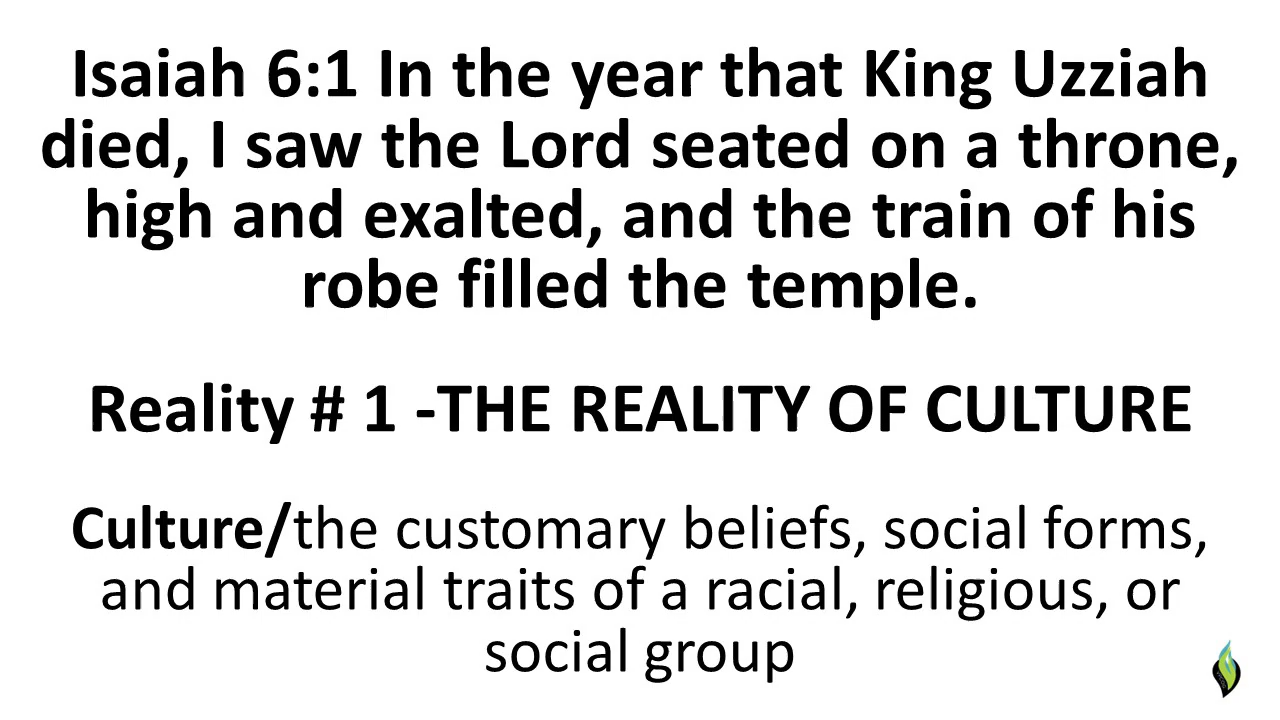 Isaiah 6:1 In the year that King Uzziah
died, I saw the Lord seated on a throne,
high and exalted, and the train of his
robe filled the temple.
Reality # 1 -THE REALITY OF CULTURE
Culture/the customary beliefs, social forms,
and material traits of a racial, religious, or
social group